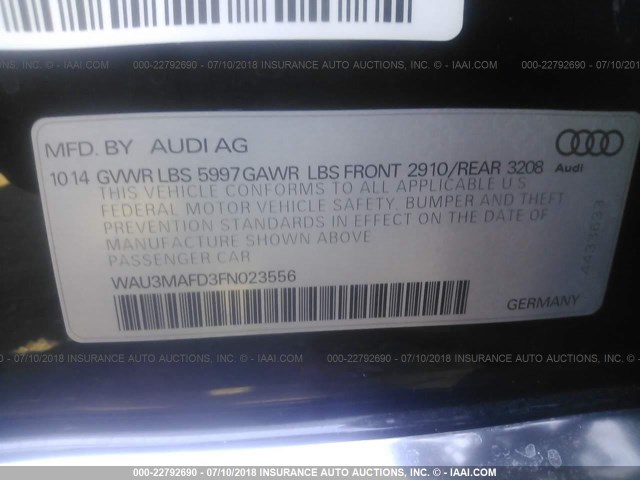 000-22792690 - 07/10/2018 INSURANCE AUTO AUCTIONS, INC. - © - IAAI.COM
MFD. BY AUDI AG
1014 GVWR LBS 5997 GAWR LBS FRONT 2910/REAR 3208
Audi
THIS VEHICLE CONFORMS TO ALL APPLICABLE U.S
FEDERAL MOTOR VEHICLE SAFETY, BUMPER AND THEFT
PREVENTION STANDARDS IN EFFECT ON THE DATE OF
MANUFACTURE SHOWN ABOVE
PASSENGER CAR
WAU3MAFD3FN023556
GERMANY
000-22792690 - 07/10/2018 INSURANCE AUTO AUCTIONS, INC. - © - IAAI.COM
000-22792690 - 07/10/2018 INSURANCE AUTO AUCTIONS, INC. - © - IAAI.COM